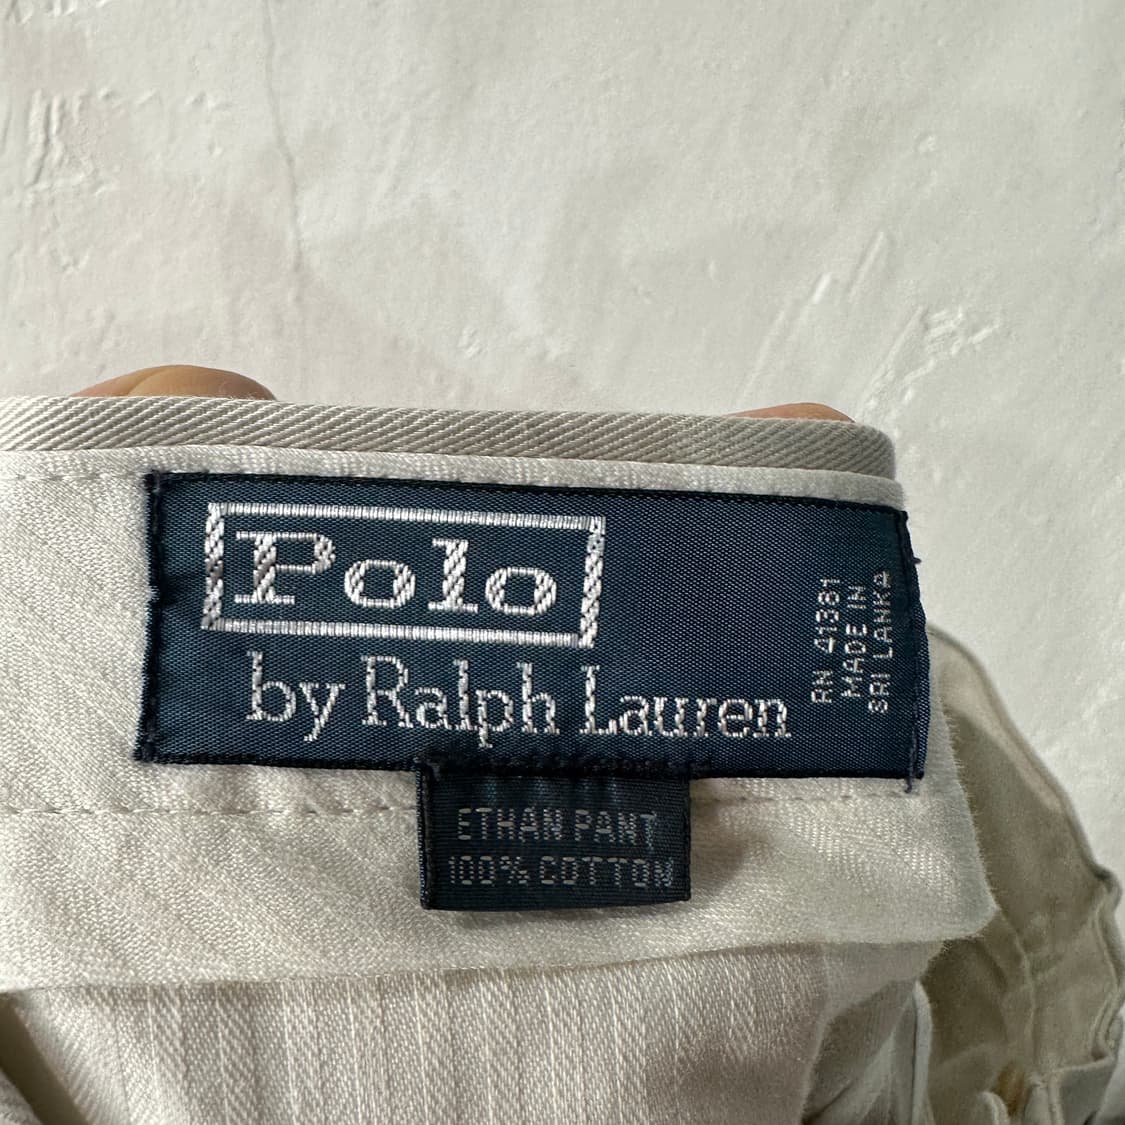 Polo
by Ralph Lauren
RN 41381
MADE IN
SRI LANKA
ETHAN PANT
100% COTTON